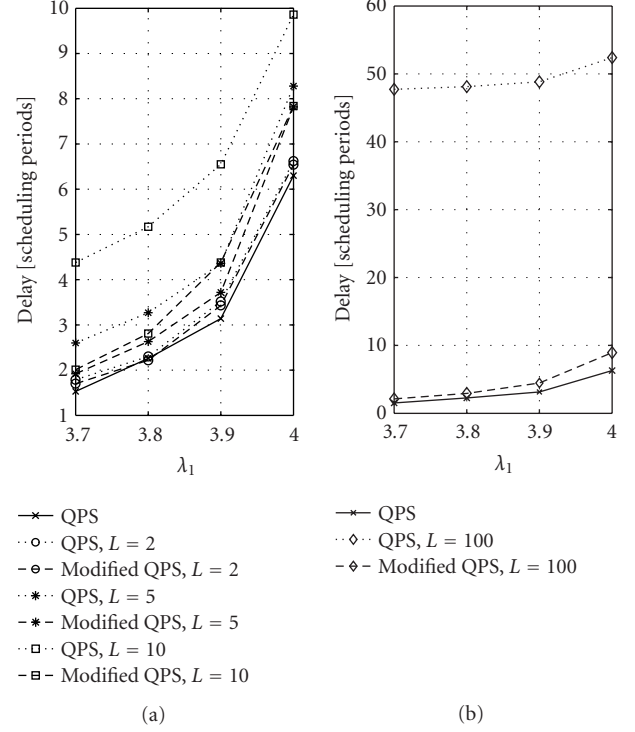 10
9
8
7
6
5
4
3
2
1
Delay [scheduling periods]
3.7 3.8 3.9 4
λ1
60
50
40
30
20
10
0
Delay [scheduling periods]
3.7 3.8 3.9 4
λ1
QPS
QPS, L = 2
Modified QPS, L = 2
QPS, L = 5
Modified QPS, L = 5
QPS, L = 10
Modified QPS, L = 10
(a)
QPS
QPS, L = 100
Modified QPS, L = 100
(b)